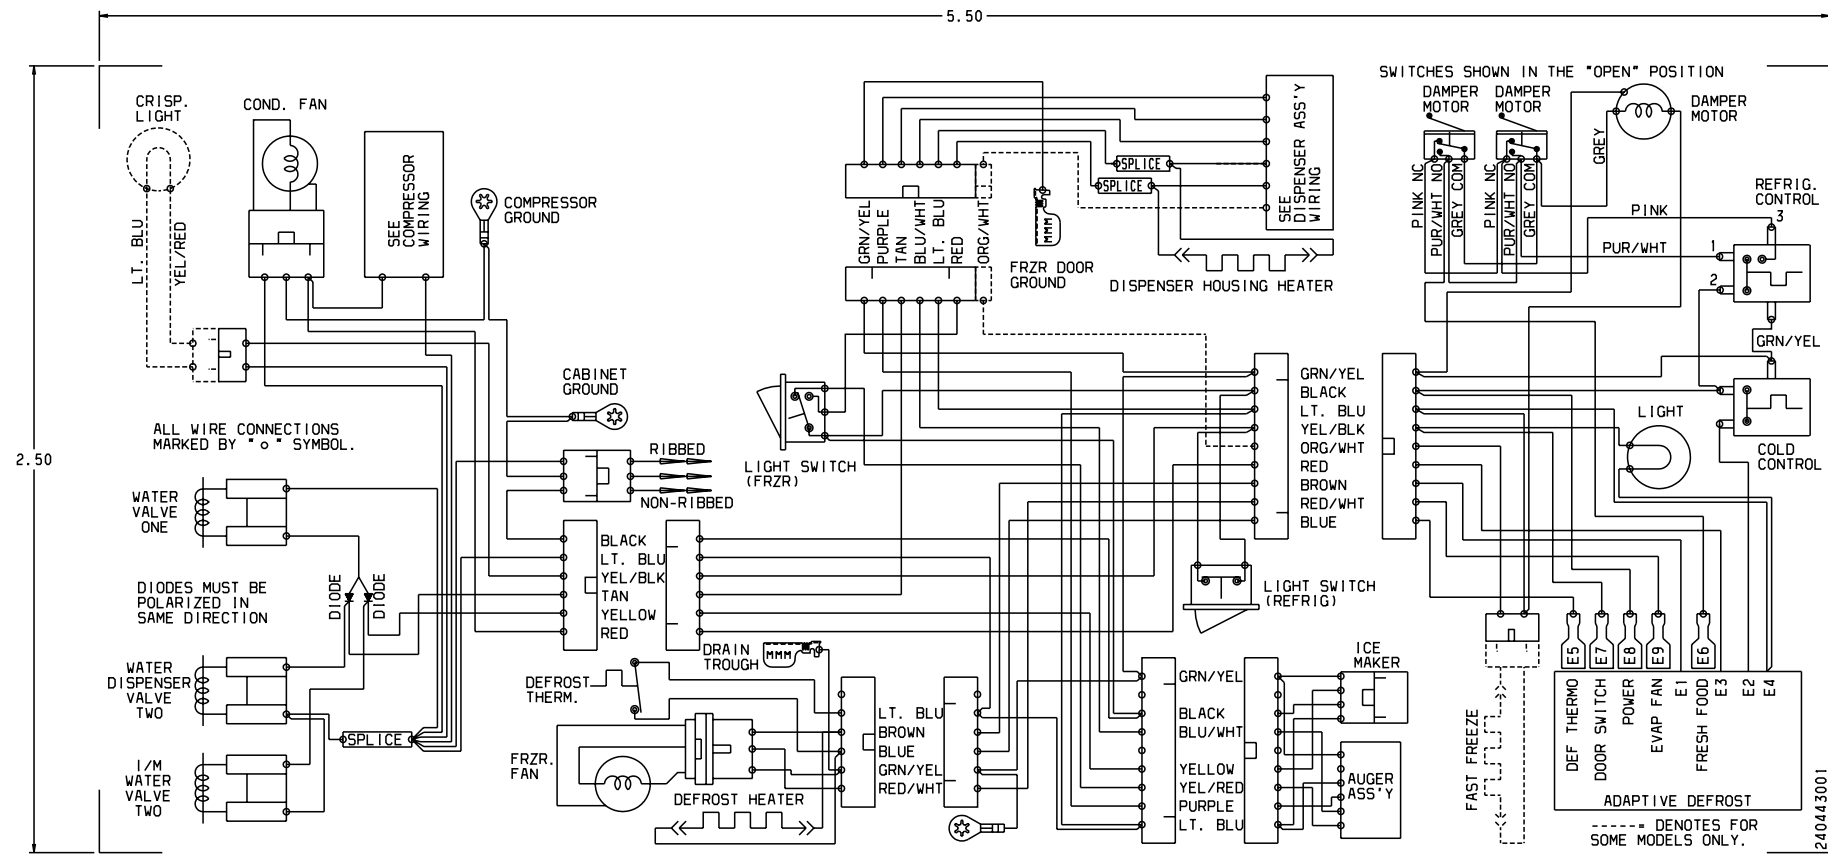 5.50
2.50
CRISP.
LIGHT
LT. BLU
YEL/RED
COND. FAN
SEE
COMPRESSOR
WIRING
COMPRESSOR
GROUND
CABINET
GROUND
ALL WIRE CONNECTIONS
MARKED BY "o" SYMBOL.
RIBBED
NON-RIBBED
WATER
VALVE
ONE
DIODES MUST BE
POLARIZED IN
SAME DIRECTION
DIODE
DIODE
WATER
DISPENSER
VALVE
TWO
I/M
WATER
VALVE
TWO
SPLICE
BLACK
LT. BLU
YEL/BLK
TAN
YELLOW
RED
GRN/YEL
PURPLE
TAN
BLU/WHT
LT. BLU
RED
ORG/WHT
FRZR DOOR
GROUND
SPLICE
SPLICE
SEE
DISPENSER ASS'Y
WIRING
DISPENSER HOUSING HEATER
LIGHT SWITCH
(FRZR)
DRAIN
TROUGH
DEFROST
THERM.
FRZR.
FAN
DEFROST HEATER
LT. BLU
BROWN
BLUE
GRN/YEL
RED/WHT
GRN/YEL
BLACK
LT. BLU
YEL/BLK
ORG/WHT
RED
BROWN
RED/WHT
BLUE
LIGHT SWITCH
(REFRIG)
GRN/YEL
BLACK
BLU/WHT
YELLOW
YEL/RED
PURPLE
LT. BLU
ICE
MAKER
AUGER
ASS'Y
SWITCHES SHOWN IN THE "OPEN" POSITION
DAMPER
MOTOR
DAMPER
MOTOR
DAMPER
MOTOR
PINK NC
PUR/WHT NO
GREY COM
PINK NC
PUR/WHT NO
GREY COM
GREY
PINK
PUR/WHT
REFRIG.
CONTROL
3
1
2
GRN/YEL
COLD
CONTROL
LIGHT
FAST FREEZE
E5
E7
E8
E9
E1
E6
E3
E2
E4
DEF THERMO
DOOR SWITCH
POWER
EVAP FAN
FRESH FOOD
ADAPTIVE DEFROST
----- = DENOTES FOR
SOME MODELS ONLY.
240443001